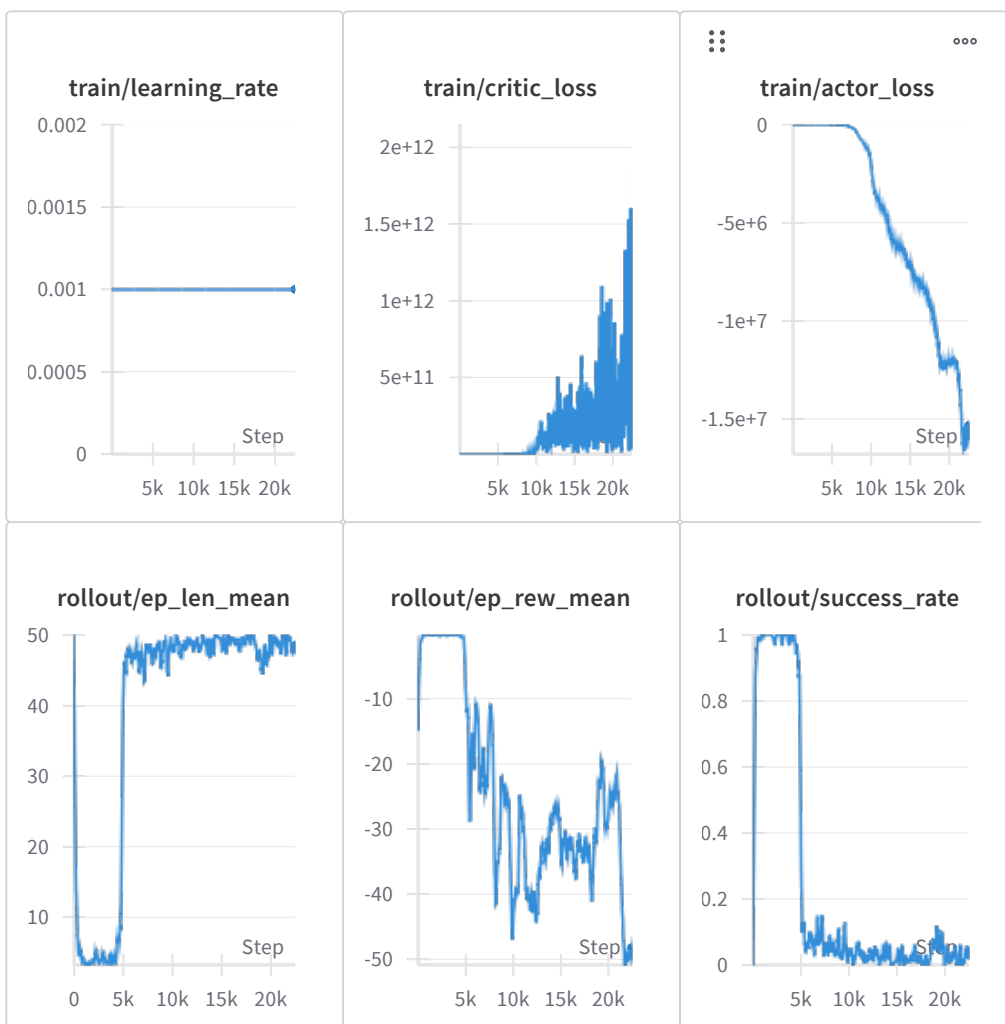 train/learning_rate
0.002
0.0015
0.001
0.0005
0
Step
5k 10k 15k 20k
train/critic_loss
2e+12
1.5e+12
1e+12
5e+11
5k 10k 15k 20k
train/actor_loss
0
-5e+6
-1e+7
-1.5e+7
Step
5k 10k 15k 20k
rollout/ep_len_mean
50
40
30
20
10
Step
0 5k 10k 15k 20k
rollout/ep_rew_mean
-10
-20
-30
-40
-50
Step
5k 10k 15k 20k
rollout/success_rate
1
0.8
0.6
0.4
0.2
0
Step
5k 10k 15k 20k